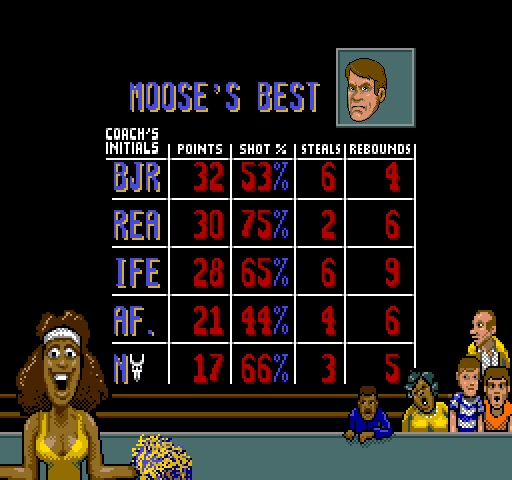 MOOSE'S BEST
COACH'S INITIALS POINTS SHOT % STEALS REBOUNDS
BJR 32 53% 6 4
REA 30 75% 2 6
IFE 28 65% 6 9
AF. 21 44% 4 6
N 17 66% 3 5